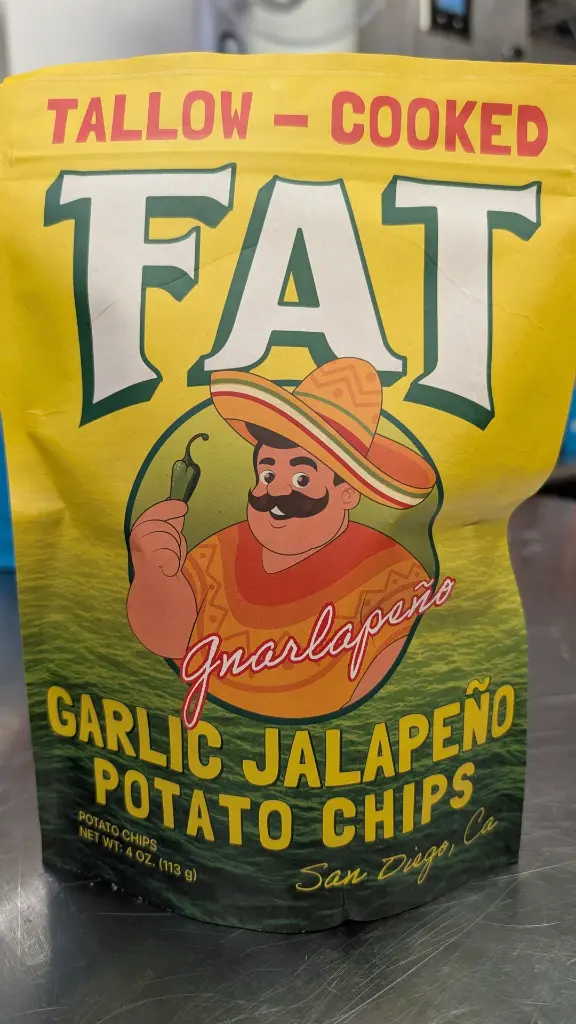 TALLOW – COOKED
FAT
gnarlapeño
GARLIC JALAPEÑO
POTATO CHIPS
POTATO CHIPS
NET WT: 4 OZ. (113 g)
San Diego, Ca